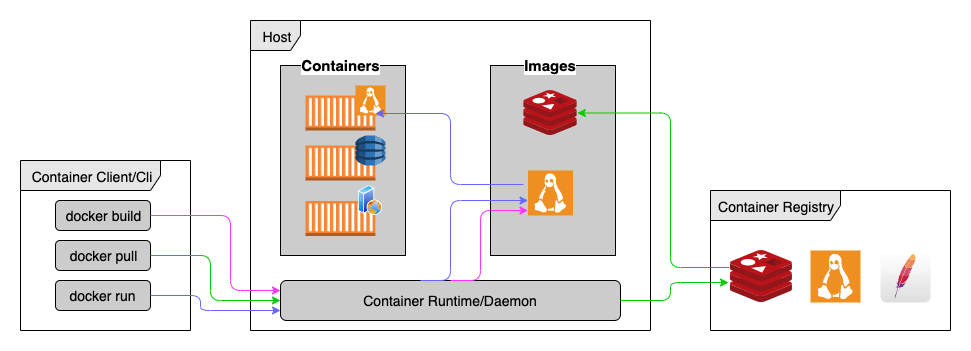 Host
Containers
Images
Container Client/Cli
docker build
docker pull
docker run
Container Runtime/Daemon
Container Registry